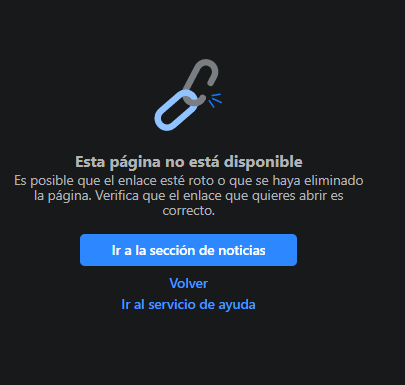 Esta página no está disponible
Es posible que el enlace esté roto o que se haya eliminado
la página. Verifica que el enlace que quieres abrir es
correcto.
Ir a la sección de noticias
Volver
Ir al servicio de ayuda